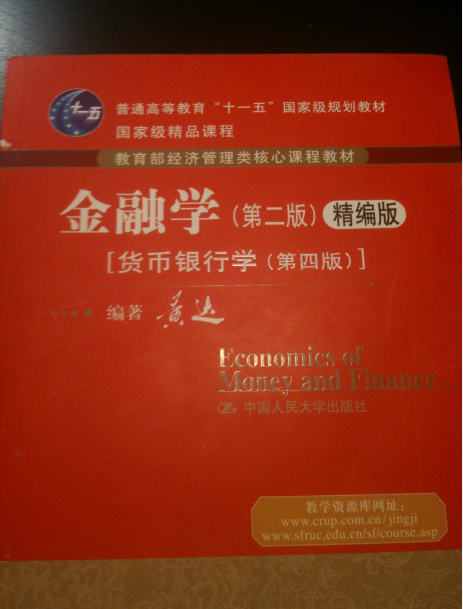 十一五
普通高等教育“十一五”国家级规划教材
国家级精品课程
教育部经济管理类核心课程教材
金融学（第二版）精编版
[货币银行学（第四版）]
编著 黄达
Economics of
Money and Finance
中国人民大学出版社
教学资源库网址：
www.crup.com.cn/jingji
www.sfruc.edu.cn/sf/course.asp